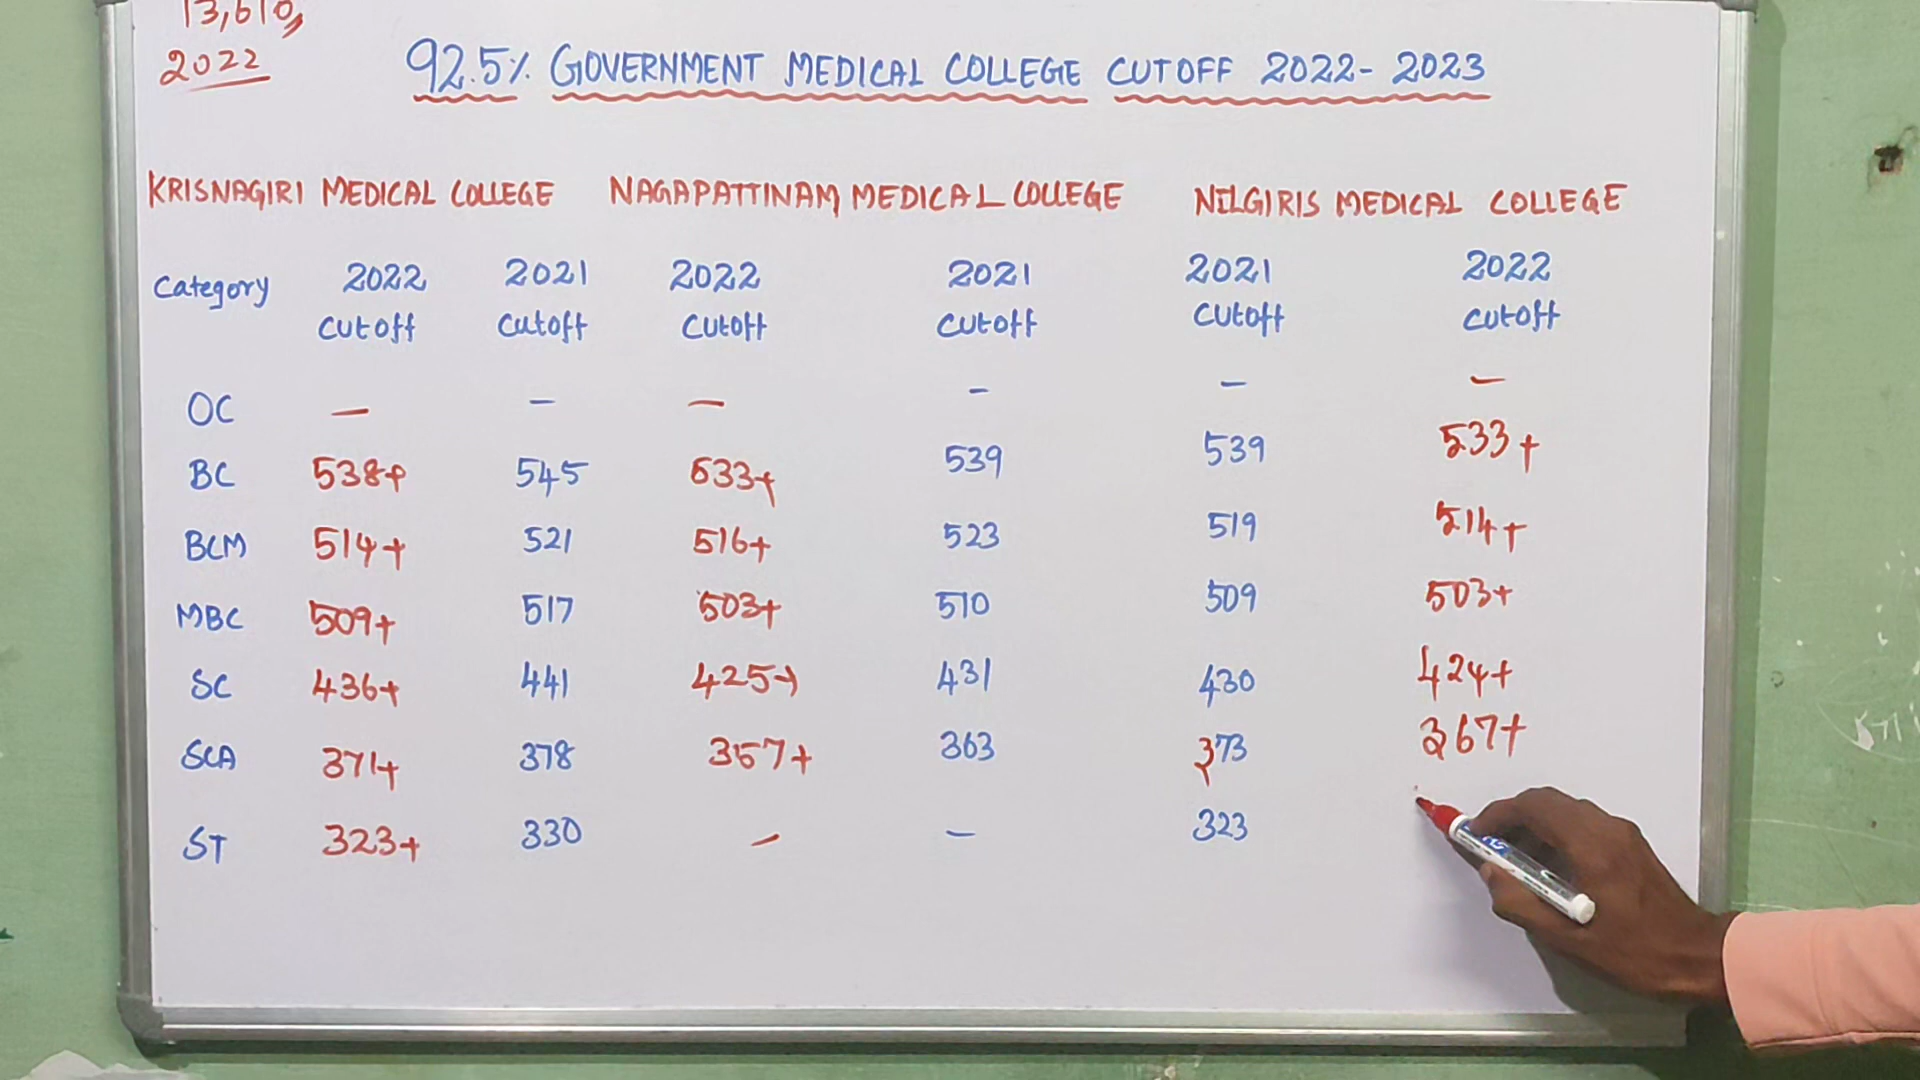 13,610,
2022
92.5% GOVERNMENT MEDICAL COLLEGE CUTOFF 2022-2023
KRISNAGIRI MEDICAL COLLEGE NAGAPATTINAM MEDICAL COLLEGE NILGIRIS MEDICAL COLLEGE
Category 2022 2021 2022 2021 2021 2022
cutoff cutoff cutoff cutoff cutoff cutoff
OC — — — — — —
BC 538+ 545 533+ 539 539 533+
BCM 514+ 521 516+ 523 519 514+
MBC 509+ 517 503+ 510 509 503+
SC 436+ 441 425+ 431 430 424+
SCA 371+ 378 357+ 363 373 367+
ST 323+ 330 — — 323